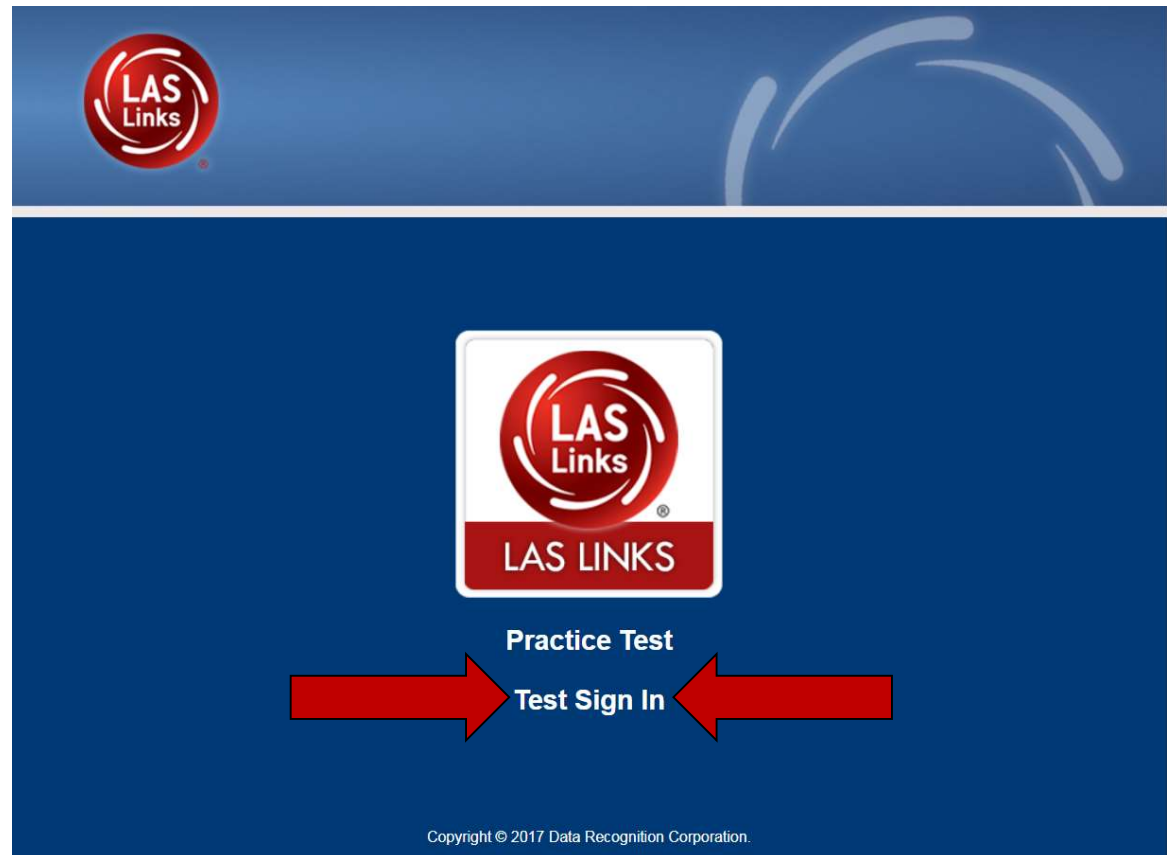 LAS
Links
®
LAS
Links
®
LAS LINKS
Practice Test
Test Sign In
Copyright © 2017 Data Recognition Corporation.